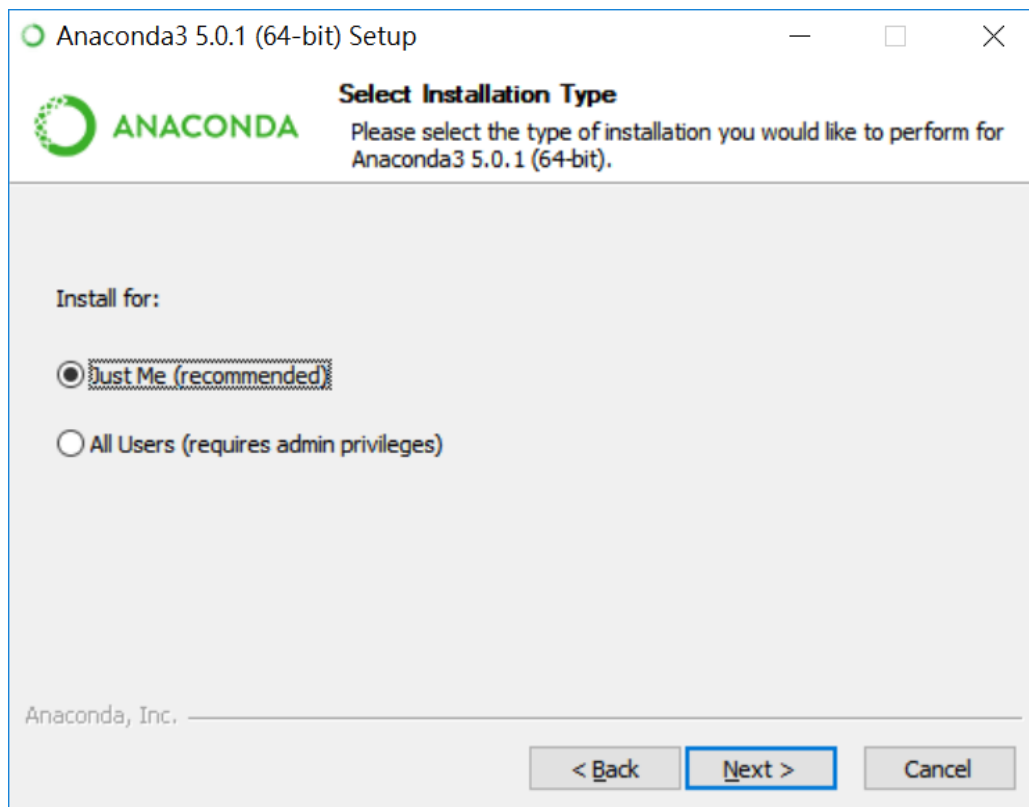 Anaconda3 5.0.1 (64-bit) Setup
ANACONDA
Select Installation Type
Please select the type of installation you would like to perform for
Anaconda3 5.0.1 (64-bit).
Install for:
Just Me (recommended)
All Users (requires admin privileges)
Anaconda, Inc.
< Back
Next >
Cancel